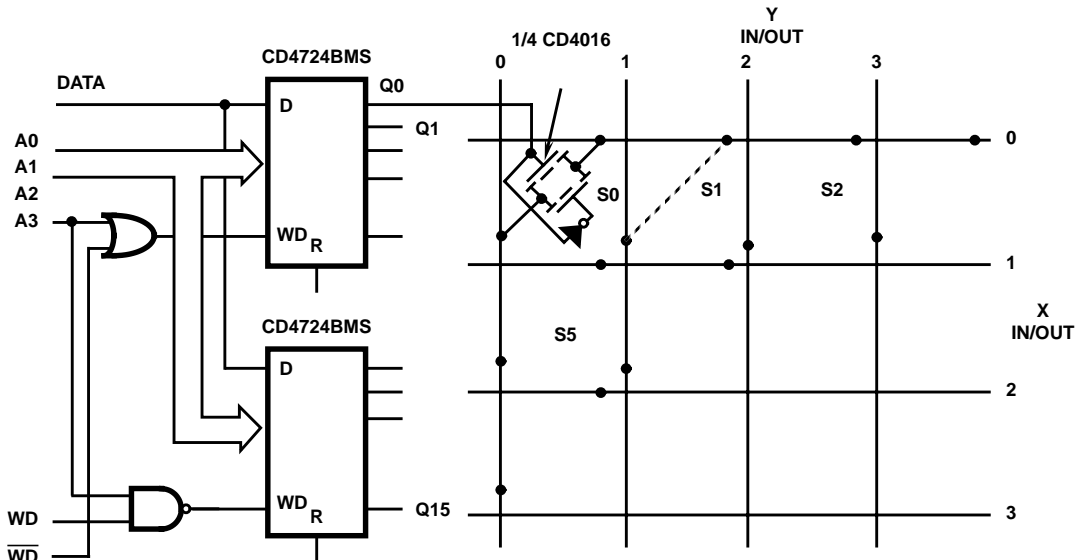 Y
IN/OUT
1/4 CD4016
0 1 2 3
CD4724BMS
DATA
D
Q0
Q1
A0
A1
A2
A3
WD
R
S0
S1
S2
0
1
X
IN/OUT
CD4724BMS
D
S5
2
WD
R
Q15
3
WD
W̅D̅